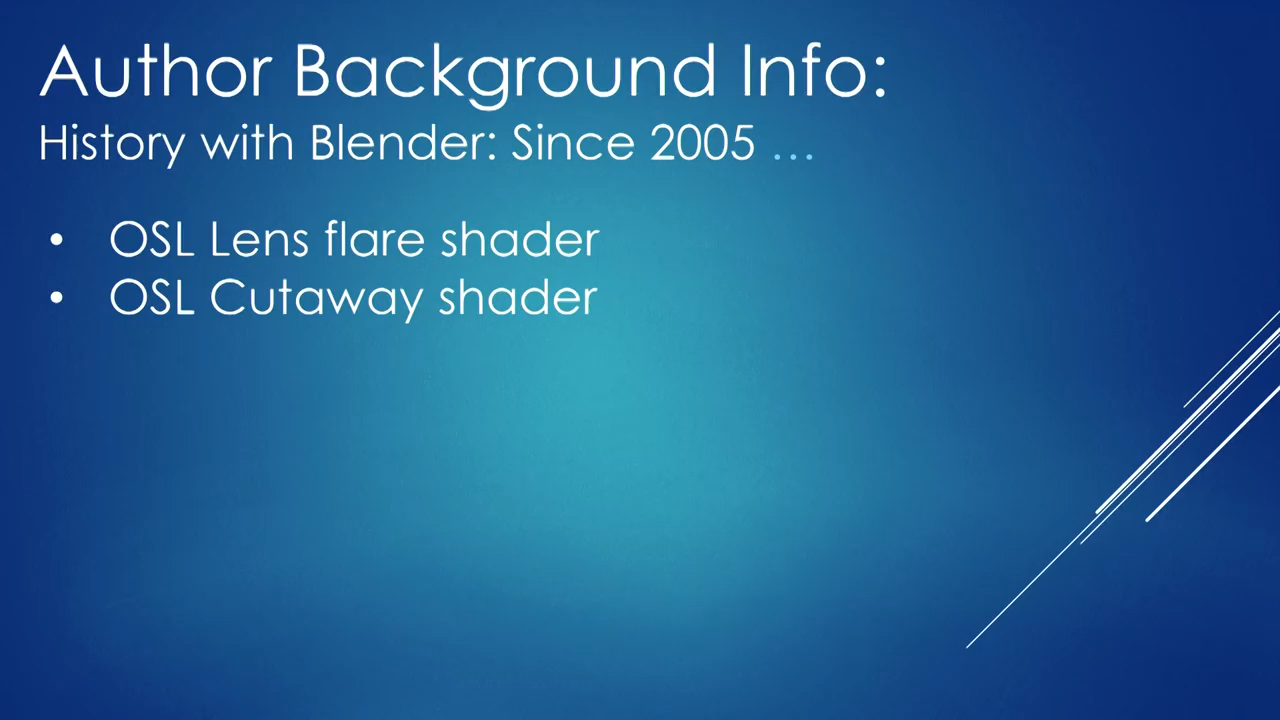 Author Background Info:
History with Blender: Since 2005 …
• OSL Lens flare shader
• OSL Cutaway shader